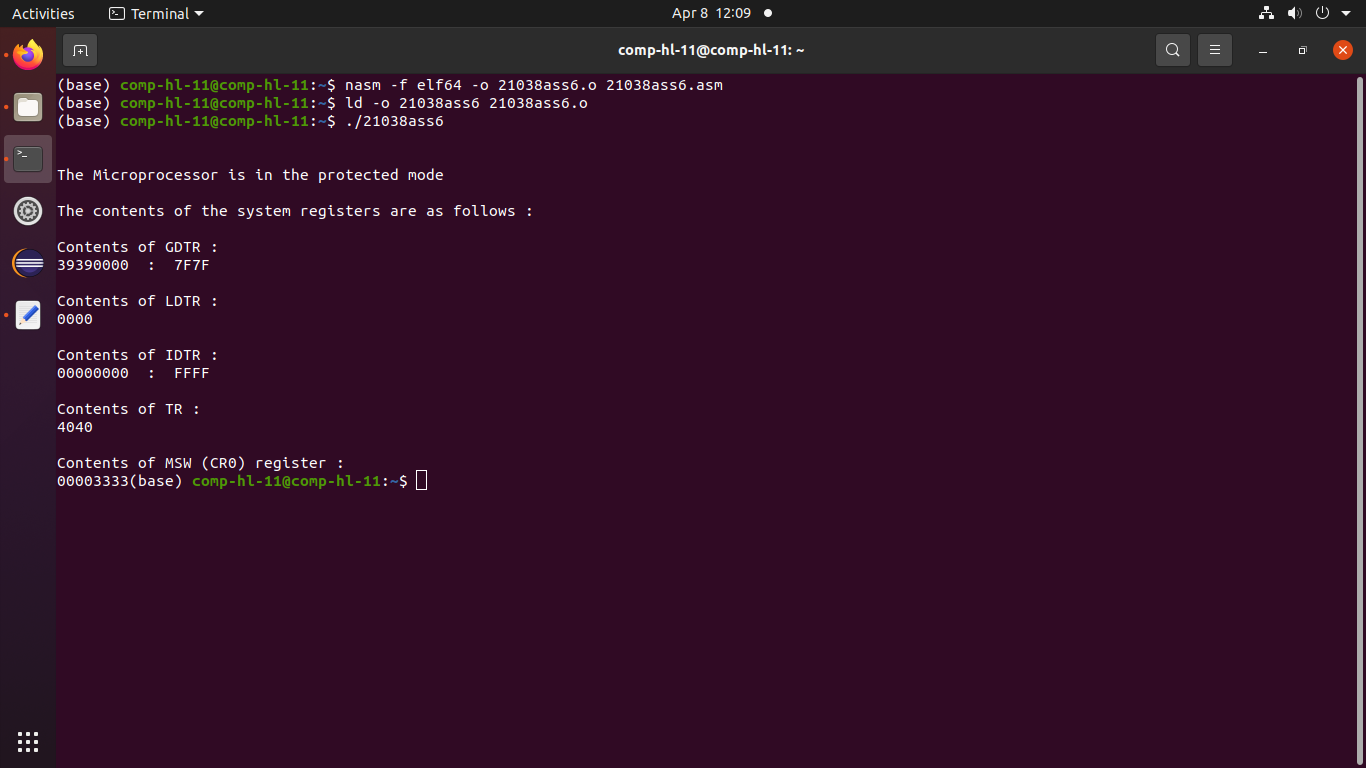 Activities
Terminal
Apr 8 12:09
comp-hl-11@comp-hl-11: ~
(base) comp-hl-11@comp-hl-11:~$ nasm -f elf64 -o 21038ass6.o 21038ass6.asm
(base) comp-hl-11@comp-hl-11:~$ ld -o 21038ass6 21038ass6.o
(base) comp-hl-11@comp-hl-11:~$ ./21038ass6
The Microprocessor is in the protected mode
The contents of the system registers are as follows :
Contents of GDTR :
39390000  :  7F7F
Contents of LDTR :
0000
Contents of IDTR :
00000000  :  FFFF
Contents of TR :
4040
Contents of MSW (CR0) register :
00003333(base) comp-hl-11@comp-hl-11:~$